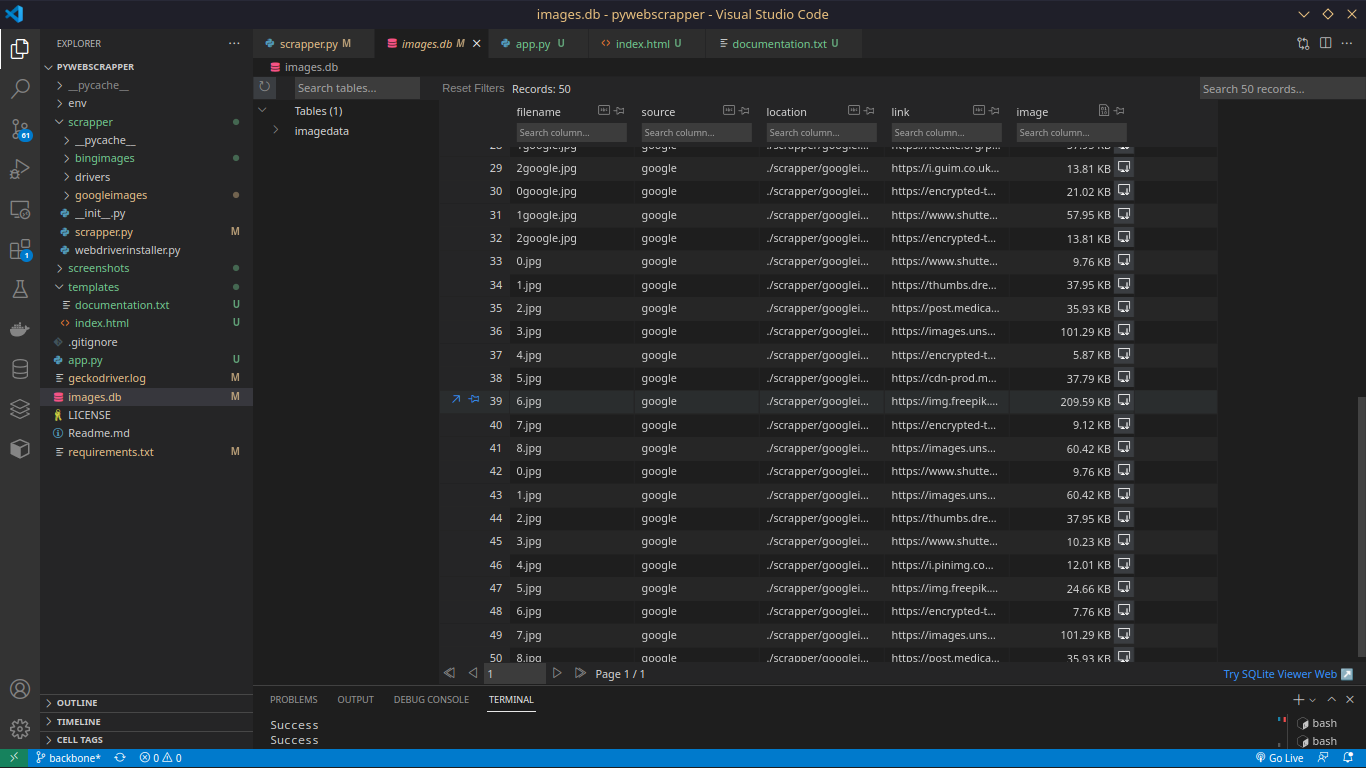 images.db - pywebscrapper - Visual Studio Code
EXPLORER
scrapper.py M
images.db M
app.py U
index.html U
documentation.txt U
PYWEBSCRAPPER
__pycache__
env
scrapper
__pycache__
bingimages
drivers
googleimages
__init__.py
scrapper.py M
webdriverinstaller.py
screenshots
templates
documentation.txt U
index.html U
.gitignore
app.py U
geckodriver.log M
images.db M
LICENSE
Readme.md
requirements.txt M
OUTLINE
TIMELINE
CELL TAGS
61
1
images.db
Search tables...
Tables (1)
imagedata
Reset Filters Records: 50 Search 50 records...
filename source location link image
Search column... Search column... Search column... Search column... Search column...
28 1google.jpg google ./scrapper/googlei... https://kottke.org/p... 57.95 KB
29 2google.jpg google ./scrapper/googlei... https://i.guim.co.uk... 13.81 KB
30 0google.jpg google ./scrapper/googlei... https://encrypted-t... 21.02 KB
31 1google.jpg google ./scrapper/googlei... https://www.shutte... 57.95 KB
32 2google.jpg google ./scrapper/googlei... https://encrypted-t... 13.81 KB
33 0.jpg google ./scrapper/googlei... https://www.shutte... 9.76 KB
34 1.jpg google ./scrapper/googlei... https://thumbs.dre... 37.95 KB
35 2.jpg google ./scrapper/googlei... https://post.medica... 35.93 KB
36 3.jpg google ./scrapper/googlei... https://images.uns... 101.29 KB
37 4.jpg google ./scrapper/googlei... https://encrypted-t... 5.87 KB
38 5.jpg google ./scrapper/googlei... https://cdn-prod.m... 37.79 KB
39 6.jpg google ./scrapper/googlei... https://img.freepik.... 209.59 KB
40 7.jpg google ./scrapper/googlei... https://encrypted-t... 9.12 KB
41 8.jpg google ./scrapper/googlei... https://images.uns... 60.42 KB
42 0.jpg google ./scrapper/googlei... https://www.shutte... 9.76 KB
43 1.jpg google ./scrapper/googlei... https://images.uns... 60.42 KB
44 2.jpg google ./scrapper/googlei... https://thumbs.dre... 37.95 KB
45 3.jpg google ./scrapper/googlei... https://www.shutte... 10.23 KB
46 4.jpg google ./scrapper/googlei... https://i.pinimg.co... 12.01 KB
47 5.jpg google ./scrapper/googlei... https://img.freepik.... 24.66 KB
48 6.jpg google ./scrapper/googlei... https://encrypted-t... 7.76 KB
49 7.jpg google ./scrapper/googlei... https://images.uns... 101.29 KB
50 8.jpg google ./scrapper/googlei... https://post.medica... 35.93 KB
1 Page 1 / 1 Try SQLite Viewer Web
PROBLEMS OUTPUT DEBUG CONSOLE TERMINAL
Success
Success
bash
bash
backbone* 0 0 Go Live